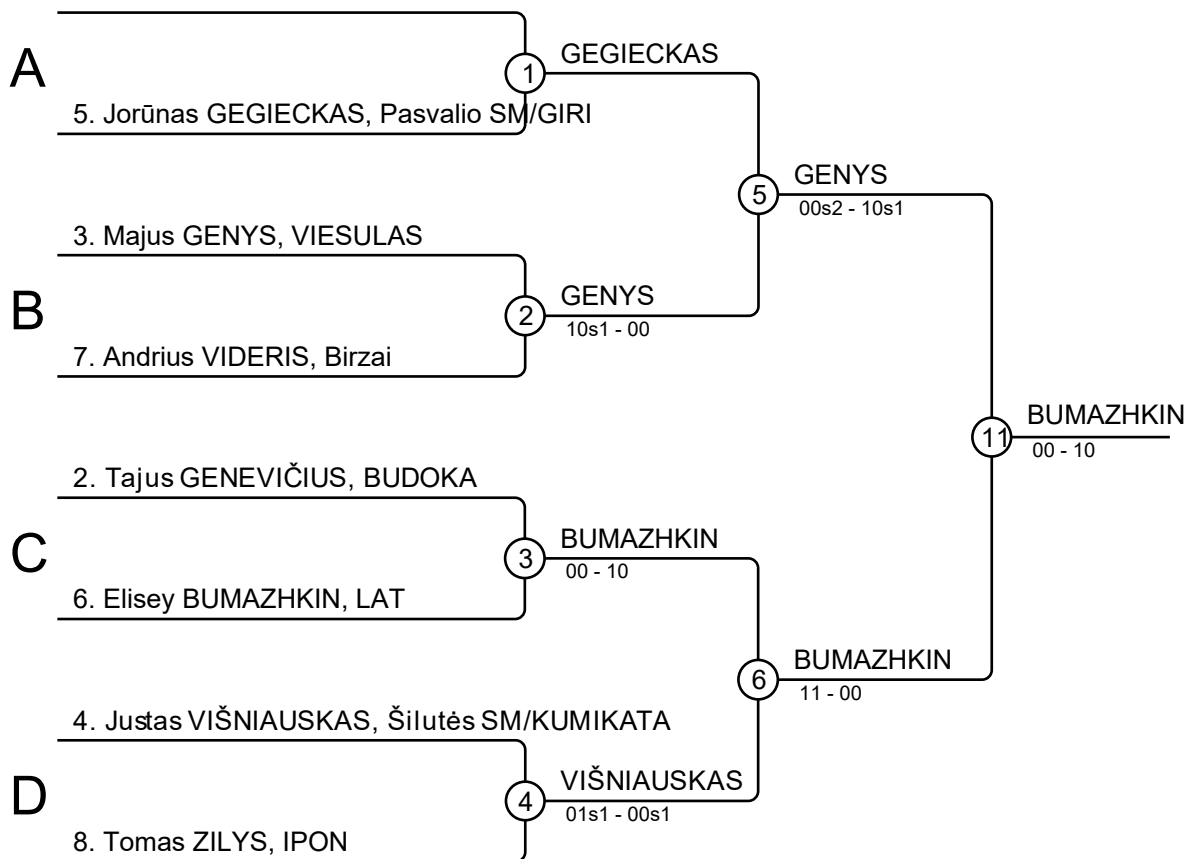 A
1
GEGIECKAS
5. Jorūnas GEGIECKAS, Pasvalio SM/GIRI
5
GENYS
00s2 - 10s1
3. Majus GENYS, VIESULAS
B
2
GENYS
10s1 - 00
7. Andrius VIDERIS, Birzai
11
BUMAZHKIN
00 - 10
2. Tajus GENEVIČIUS, BUDOKA
C
3
BUMAZHKIN
00 - 10
6. Elisey BUMAZHKIN, LAT
6
BUMAZHKIN
11 - 00
4. Justas VIŠNIAUSKAS, Šilutės SM/KUMIKATA
D
4
VIŠNIAUSKAS
01s1 - 00s1
8. Tomas ZILYS, IPON